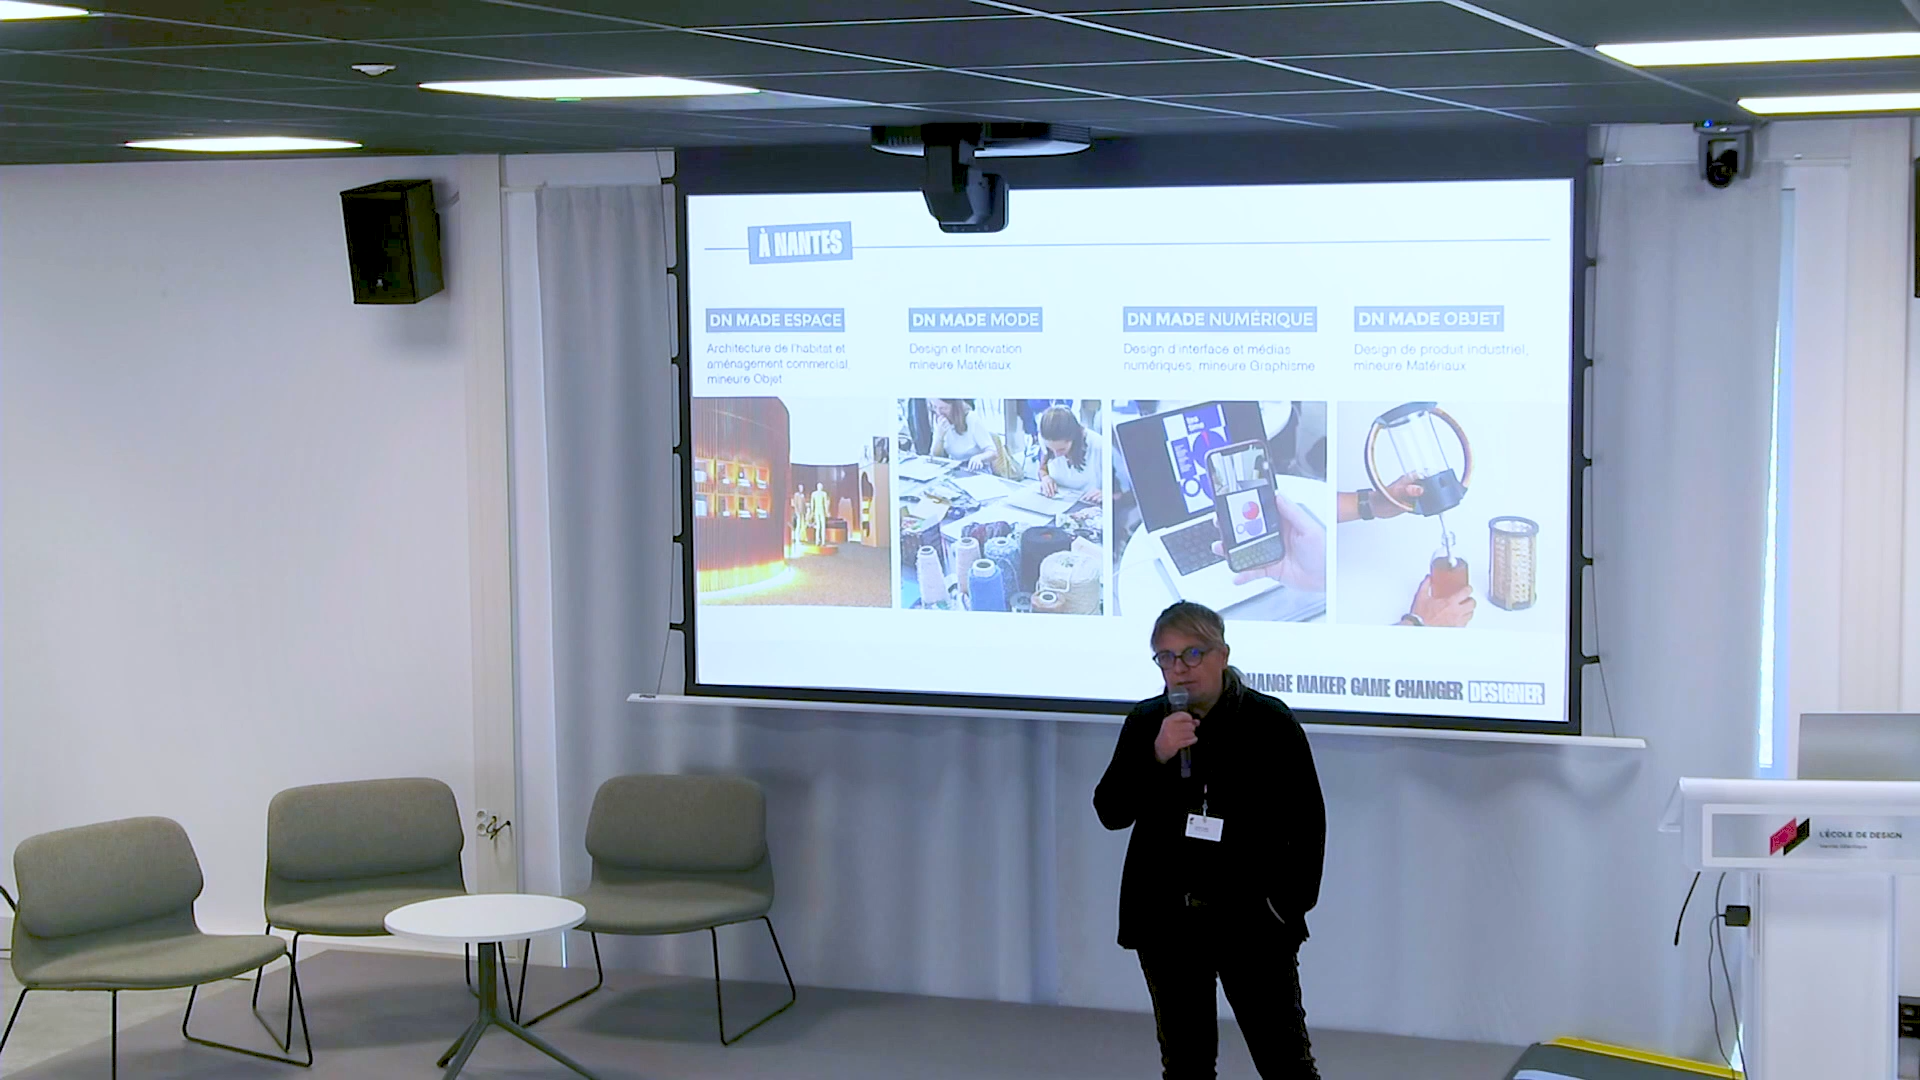 À NANTES
DN MADE ESPACE
Architecture de l'habitat et
aménagement commercial,
mineure Objet
DN MADE MODE
Design et Innovation
mineure Matériaux
DN MADE NUMÉRIQUE
Design d'interface et médias
numériques, mineure Graphisme
DN MADE OBJET
Design de produit industriel,
mineure Matériaux
HANGE MAKER GAME CHANGER DESIGNER
L'ÉCOLE DE DESIGN